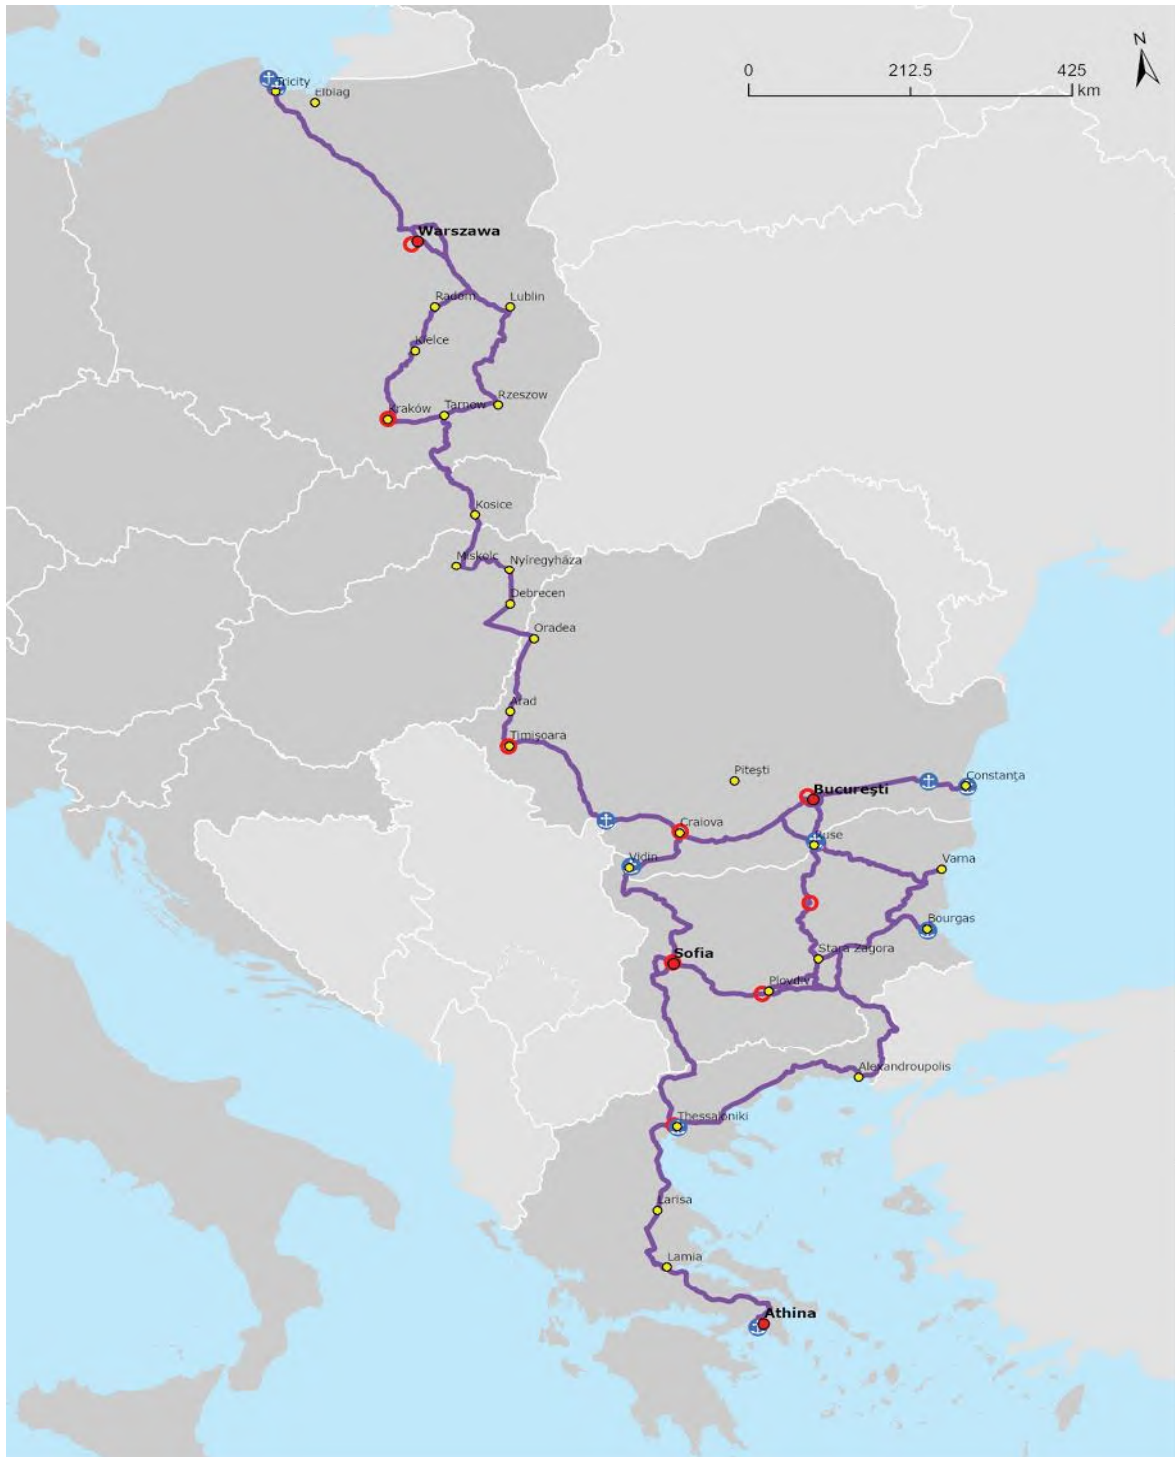 N
0 212.5 425
km
Tricity
Elbląg
Warszawa
Radom
Lublin
Kielce
Kraków
Tarnow
Rzeszow
Kosice
Miskolc
Nyíregyháza
Debrecen
Oradea
Arad
Timișoara
Pitești
București
Constanța
Craiova
Ruse
Vidin
Varna
Bourgas
Stara Zagora
Sofia
Plovdiv
Alexandroupolis
Thessaloniki
Larisa
Lamia
Athina